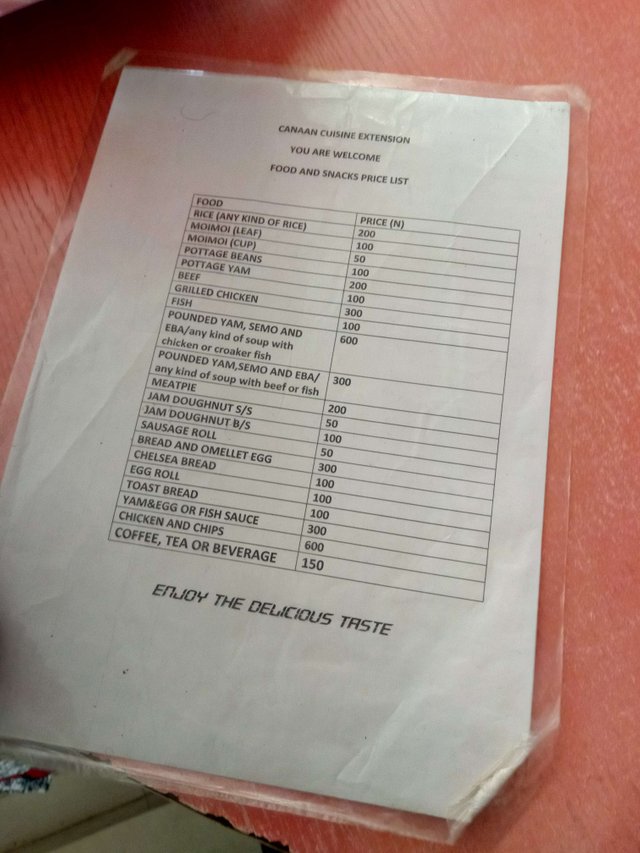 CANAAN CUISINE EXTENSION
YOU ARE WELCOME
FOOD AND SNACKS PRICE LIST
FOOD PRICE (N)
RICE (ANY KIND OF RICE) 200
MOIMOI (LEAF) 100
MOIMOI (CUP) 50
POTTAGE BEANS 100
POTTAGE YAM 200
BEEF 100
GRILLED CHICKEN 300
FISH 100
POUNDED YAM, SEMO AND 600
EBA/any kind of soup with
chicken or croaker fish
POUNDED YAM,SEMO AND EBA/ 300
any kind of soup with beef or fish
MEATPIE 200
JAM DOUGHNUT S/S 50
JAM DOUGHNUT B/S 100
SAUSAGE ROLL 50
BREAD AND OMELLET EGG 300
CHELSEA BREAD 100
EGG ROLL 100
TOAST BREAD 100
YAM&EGG OR FISH SAUCE 300
CHICKEN AND CHIPS 600
COFFEE, TEA OR BEVERAGE 150
ENJOY THE DELICIOUS TASTE